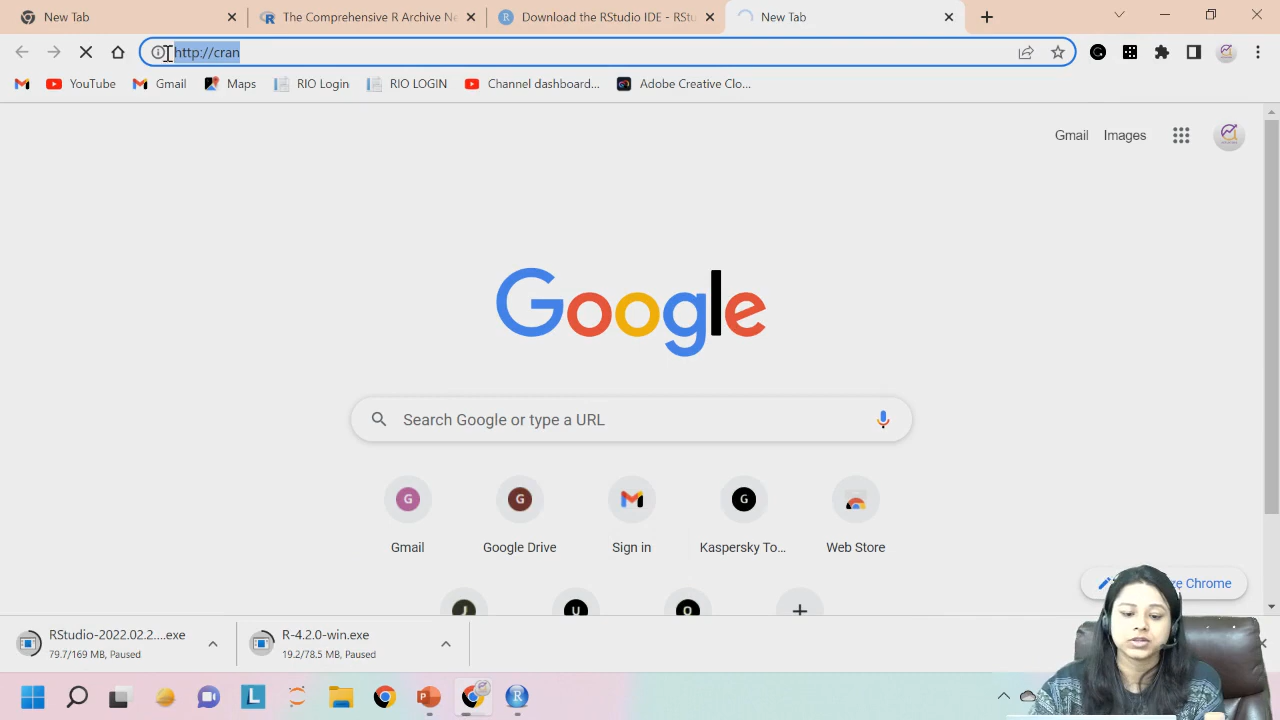 New Tab
The Comprehensive R Archive Ne
Download the RStudio IDE - RStu
New Tab
http://cran
YouTube
Gmail
Maps
RIO Login
RIO LOGIN
Channel dashboard...
Adobe Creative Clo...
Gmail
Images
Google
Search Google or type a URL
G
G
G
Gmail
Google Drive
Sign in
Kaspersky To...
Web Store
J
U
O
ze Chrome
RStudio-2022.02.2....exe
79.7/169 MB, Paused
R-4.2.0-win.exe
19.2/78.5 MB, Paused